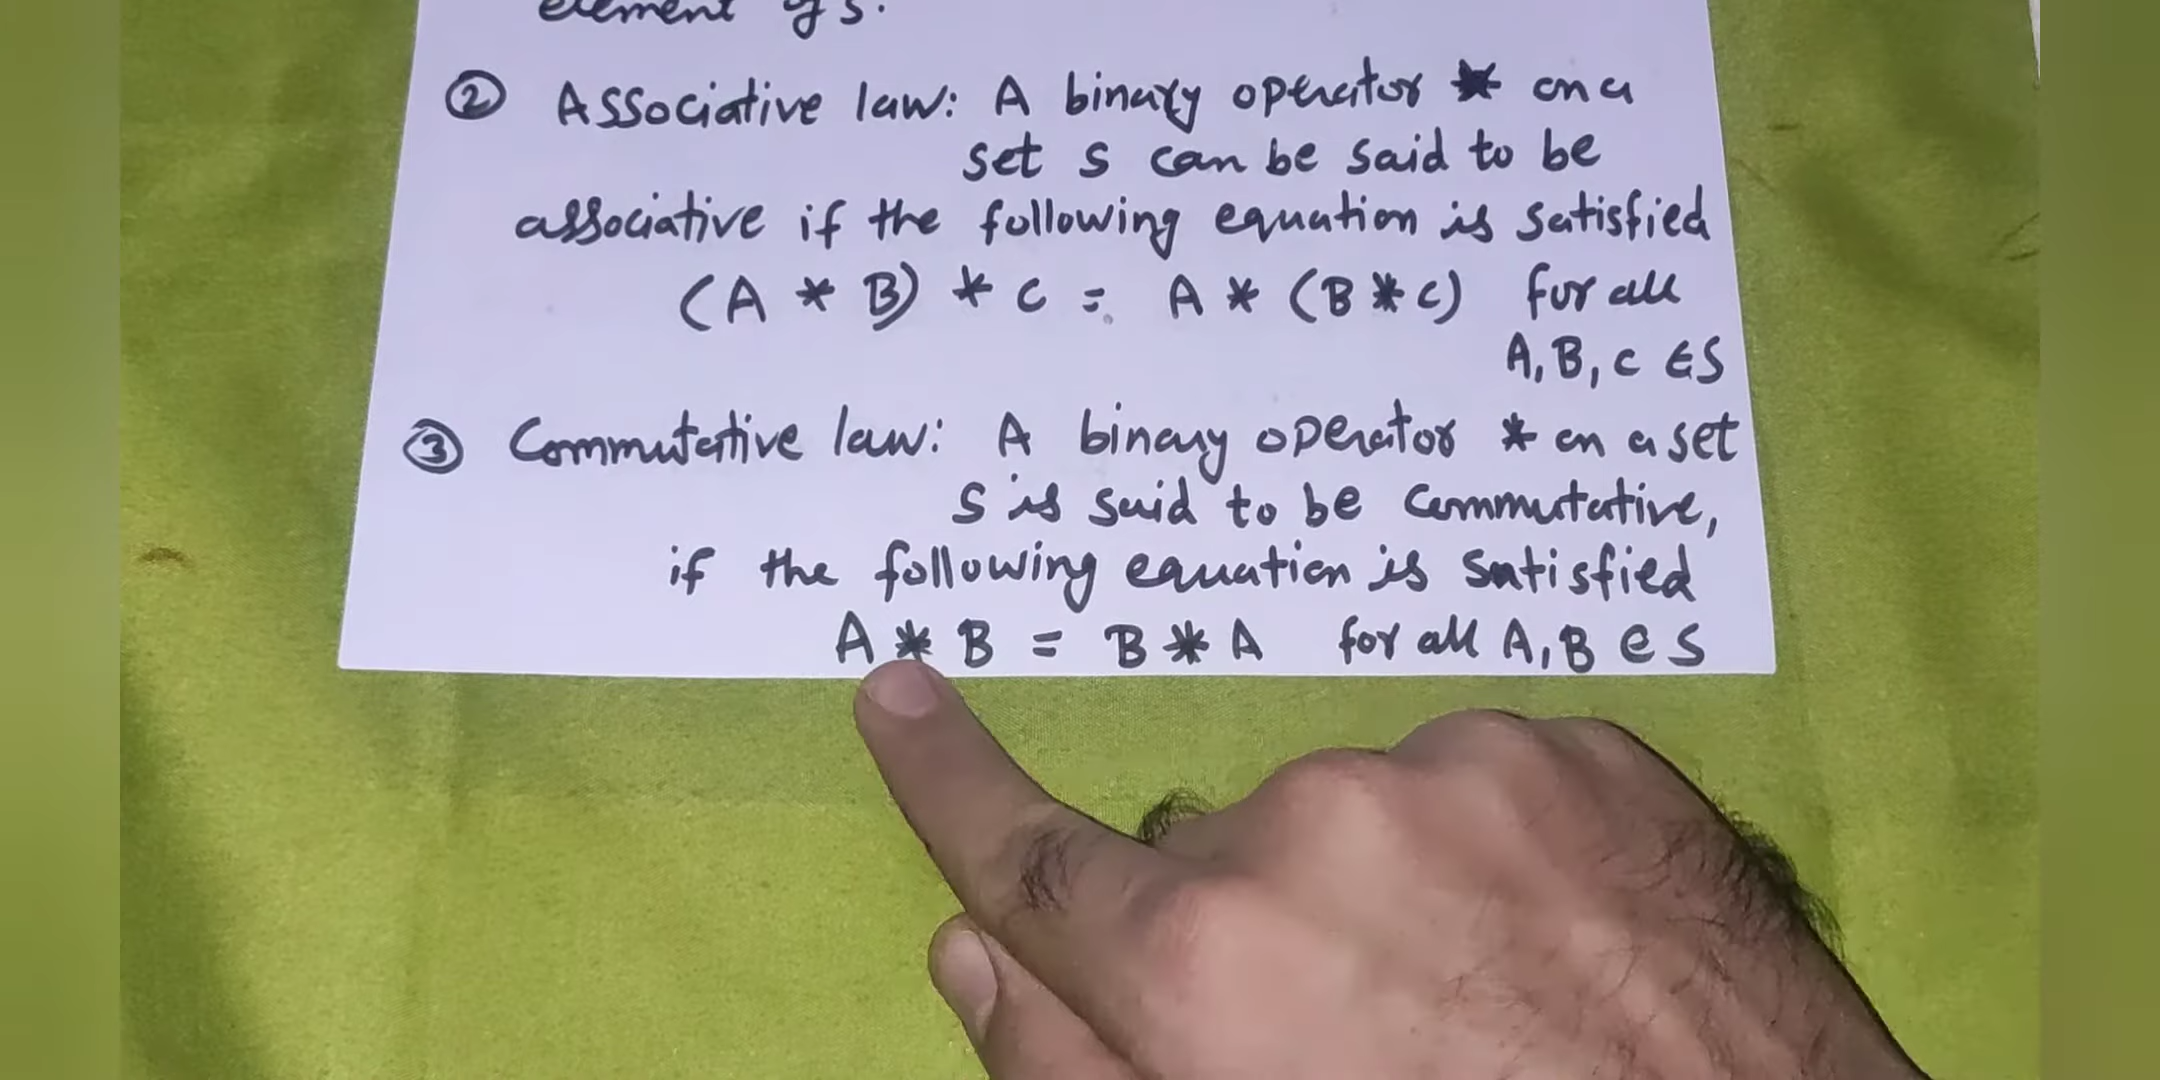 element of S.
② Associative law: A binary operator * on a
set S can be said to be
associative if the following equation is satisfied
(A * B) * C = A * (B * C) for all
A, B, C ∈ S
③ Commutative law: A binary operator * on a set
S is said to be commutative,
if the following equation is satisfied
A * B = B * A for all A, B ∈ S